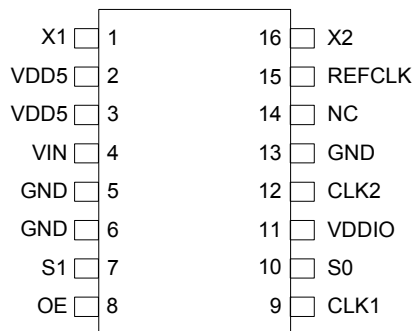 X1 1 16 X2
VDD5 2 15 REFCLK
VDD5 3 14 NC
VIN 4 13 GND
GND 5 12 CLK2
GND 6 11 VDDIO
S1 7 10 S0
OE 8 9 CLK1